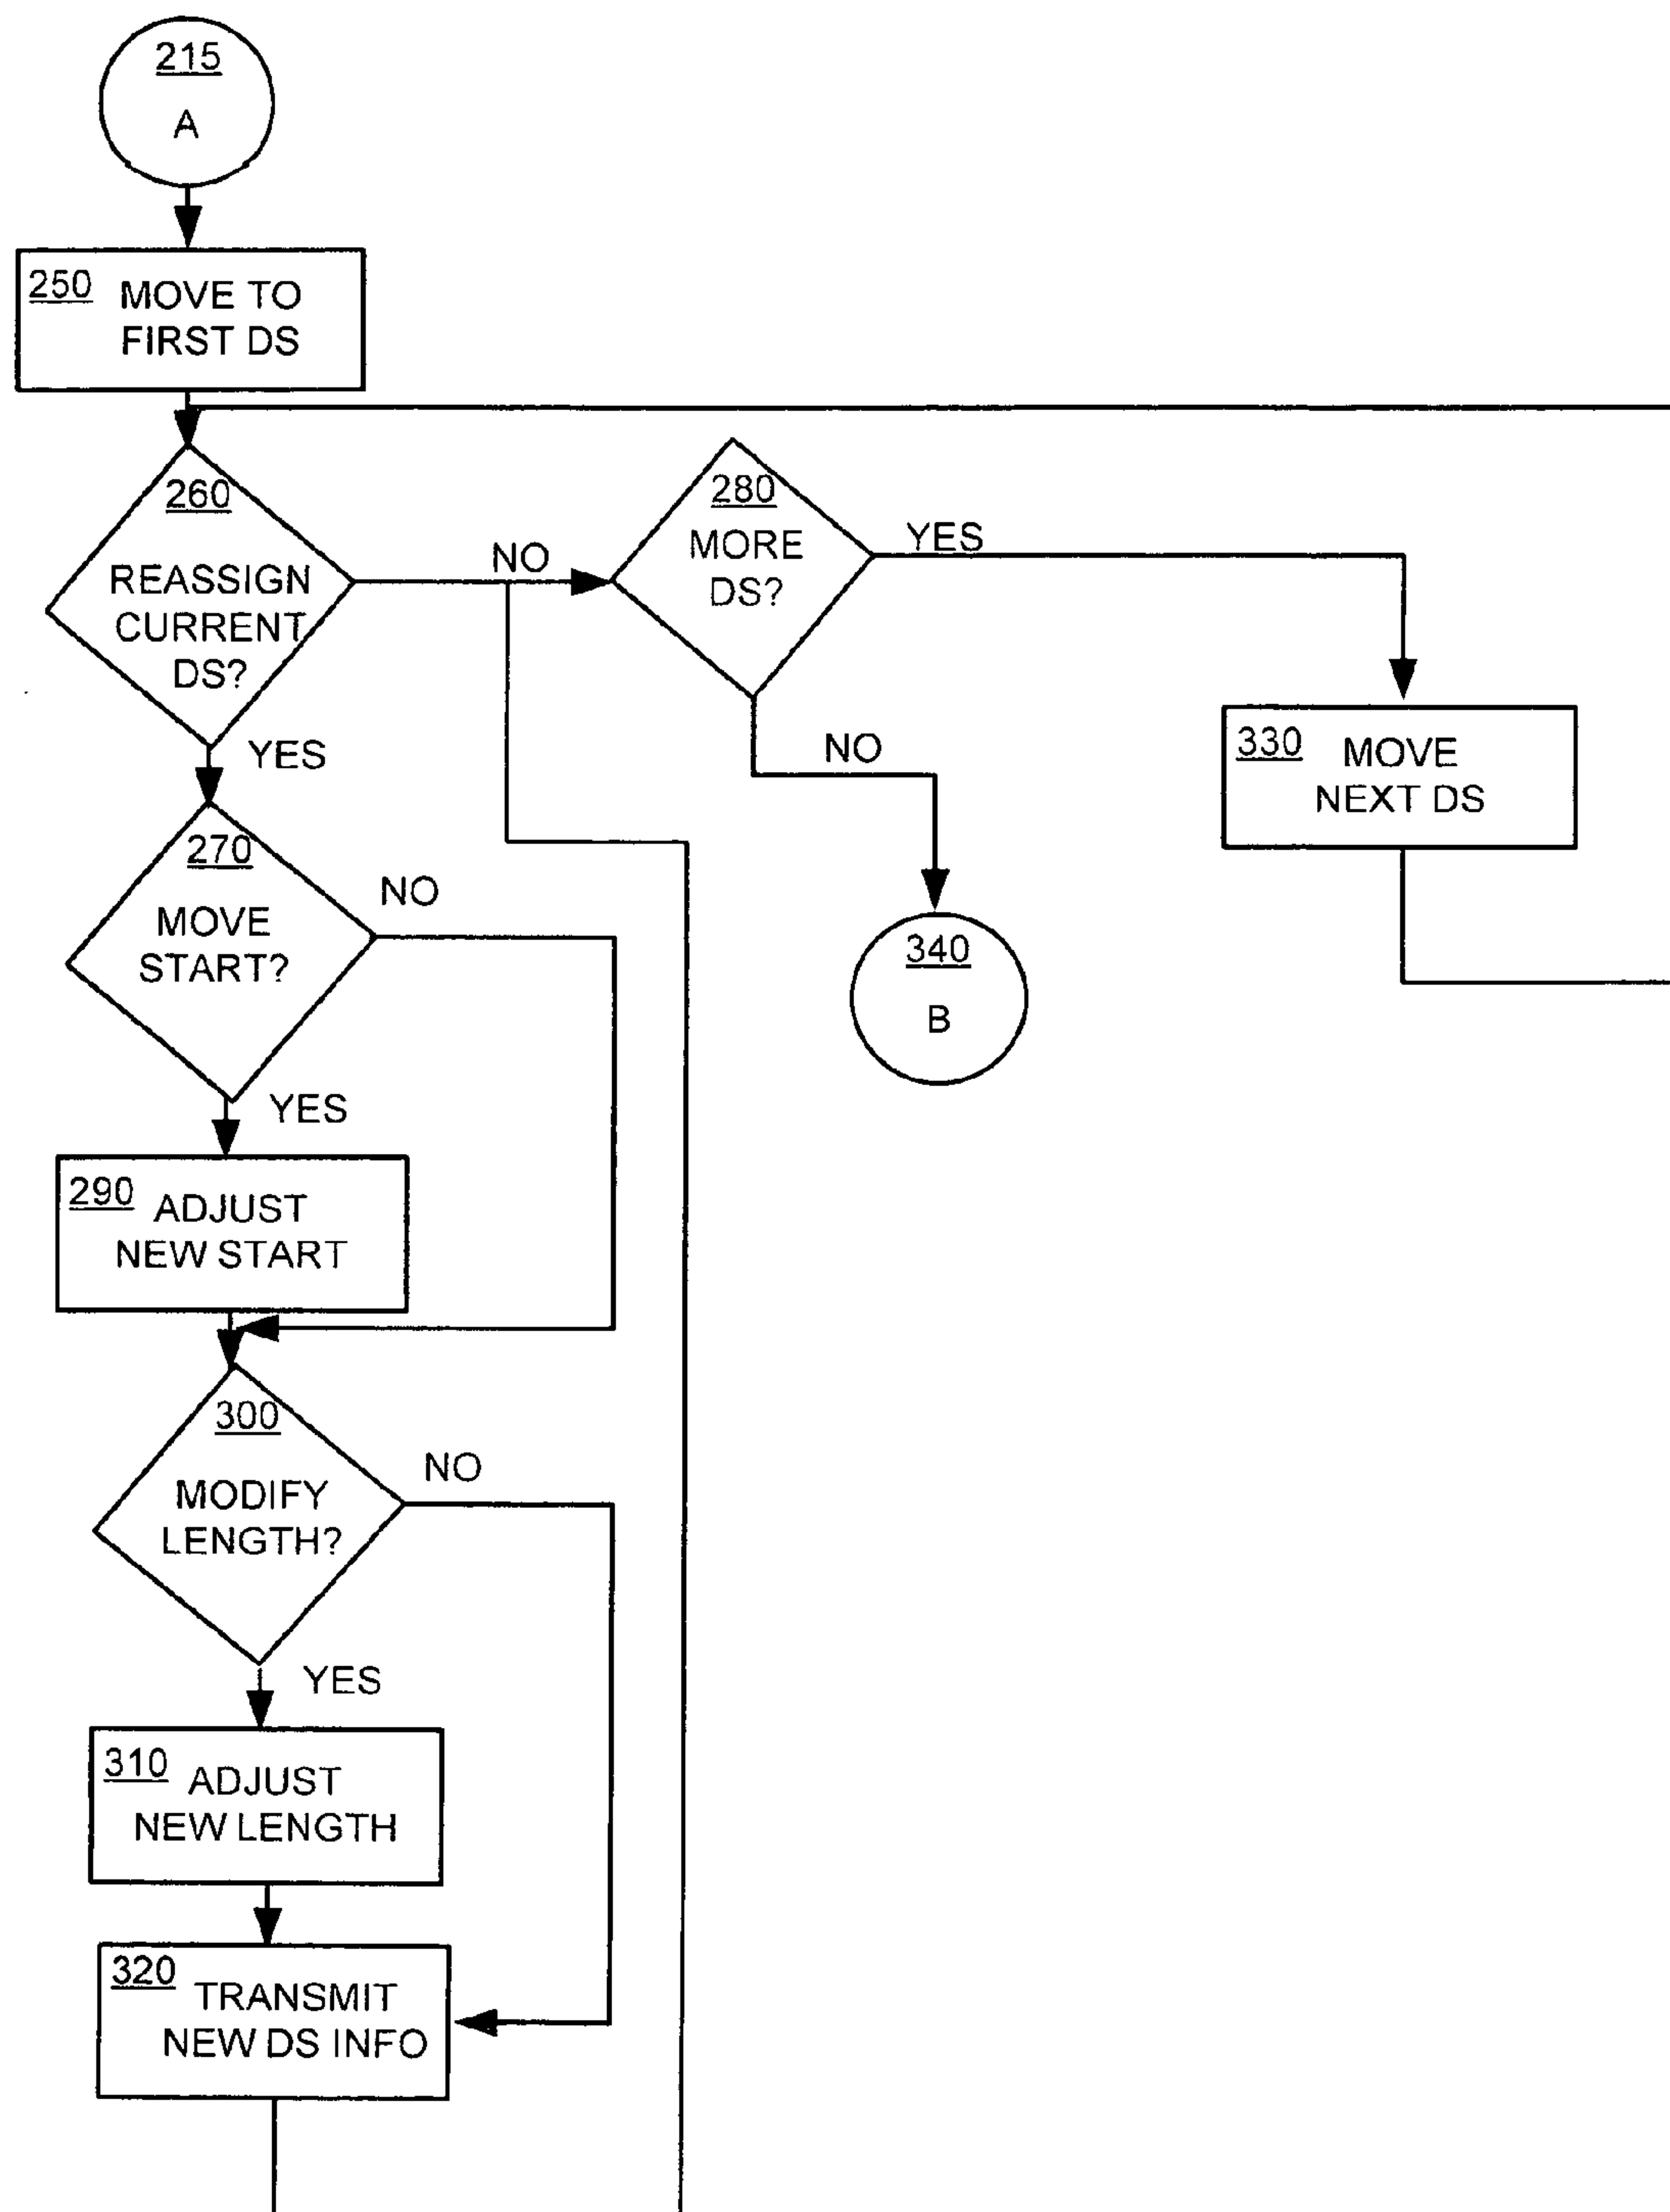 215
A
250 MOVE TO
FIRST DS
260
REASSIGN
CURRENT
DS?
NO
YES
280
MORE
DS?
YES
NO
330 MOVE
NEXT DS
340
B
270
MOVE
START?
NO
YES
290 ADJUST
NEW START
300
MODIFY
LENGTH?
NO
YES
310 ADJUST
NEW LENGTH
320 TRANSMIT
NEW DS INFO